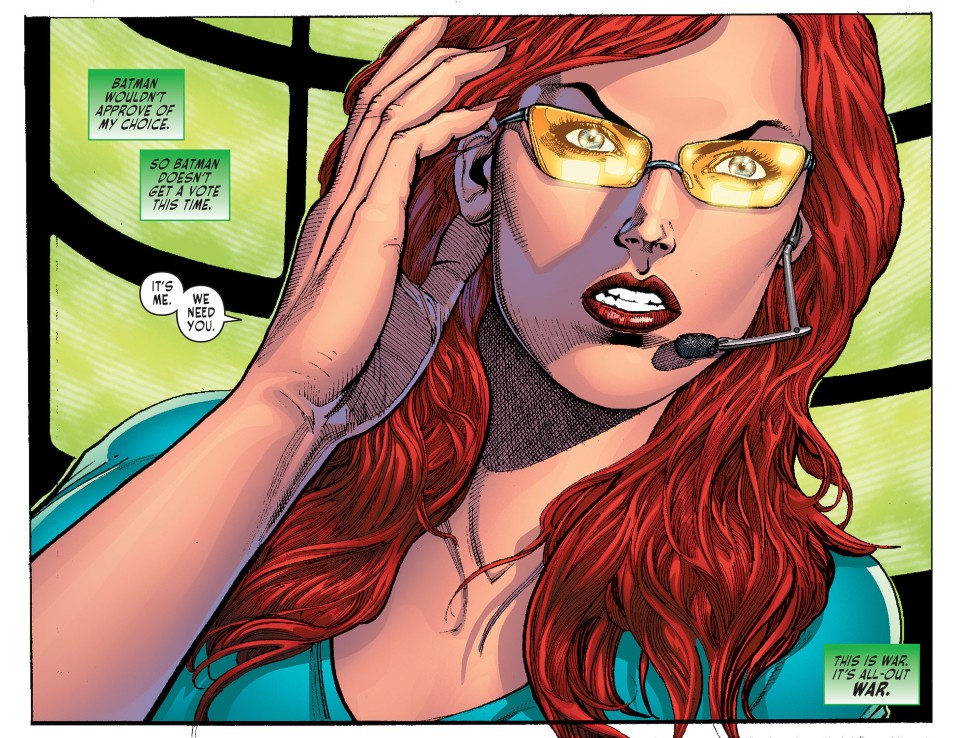 BATMAN
WOULDN'T
APPROVE OF
MY CHOICE.
SO BATMAN
DOESN'T
GET A VOTE
THIS TIME.
IT'S
ME.
WE
NEED
YOU.
THIS IS WAR.
IT'S ALL-OUT
WAR.